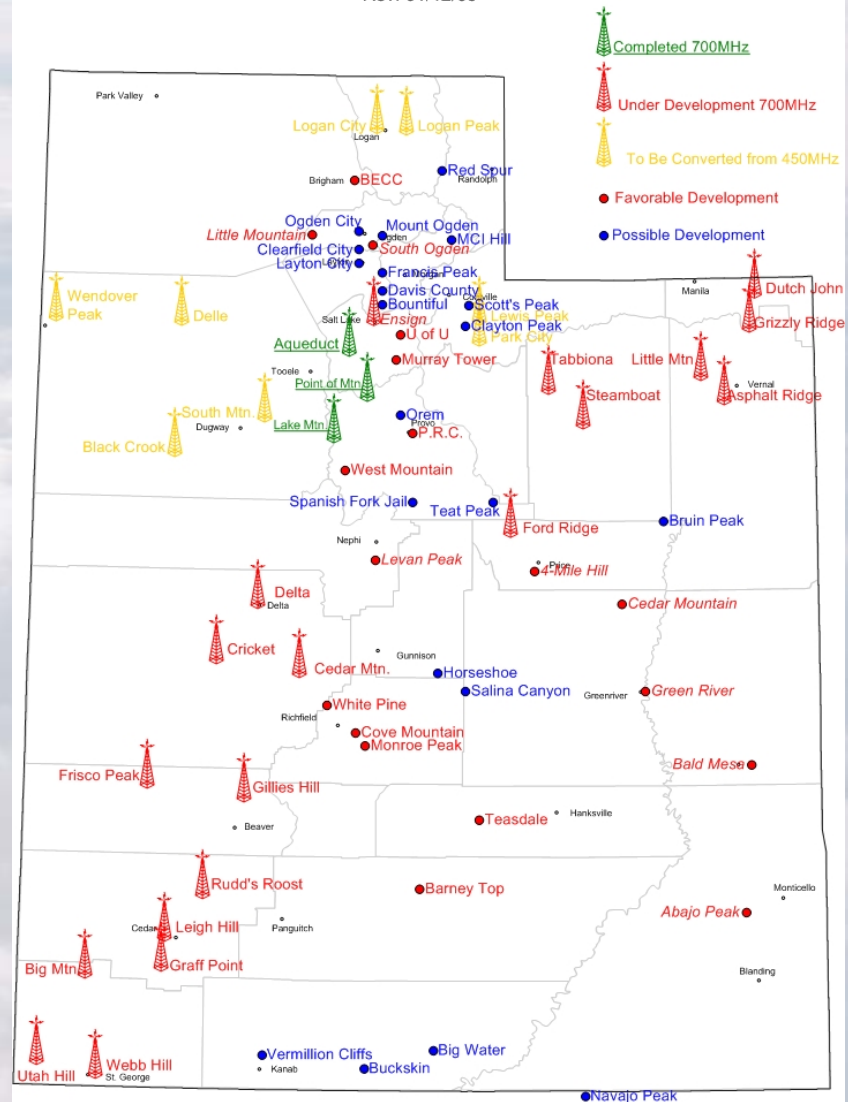 Completed 700MHz
Under Development 700MHz
To Be Converted from 450MHz
Favorable Development
Possible Development
Park Valley
Logan City
Logan Peak
Logan
Red Spur
Randolph
Brigham
BECC
Ogden City
Mount Ogden
Little Mountain
South Ogden
MCI Hill
Clearfield City
Layton City
Francis Peak
Davis County
Bountiful
Scott's Peak
Lewis Peak
Clayton Peak
Park City
Ensign
Salt Lake
U of U
Murray Tower
Aqueduct
Point of Mtn.
Lake Mtn.
Wendover
Peak
Delle
Tooele
South Mtn.
Dugway
Black Crook
Manila
Dutch John
Grizzly Ridge
Tabbiona
Little Mtn
Steamboat
Vernal
Asphalt Ridge
Orem
Provo
P.R.C.
West Mountain
Spanish Fork Jail
Teat Peak
Ford Ridge
Bruin Peak
Nephi
Levan Peak
Price
4-Mile Hill
Delta
Delta
Cedar Mountain
Cricket
Cedar Mtn.
Gunnison
Horseshoe
Salina Canyon
Greenriver
Green River
White Pine
Richfield
Cove Mountain
Monroe Peak
Bald Mesa
Frisco Peak
Gillies Hill
Teasdale
Hanksville
Beaver
Rudd's Roost
Barney Top
Monticello
Abajo Peak
Leigh Hill
Cedar
Panguitch
Graff Point
Big Mtn.
Blanding
Utah Hill
Webb Hill
St. George
Vermillion Cliffs
Kanab
Big Water
Buckskin
Navajo Peak